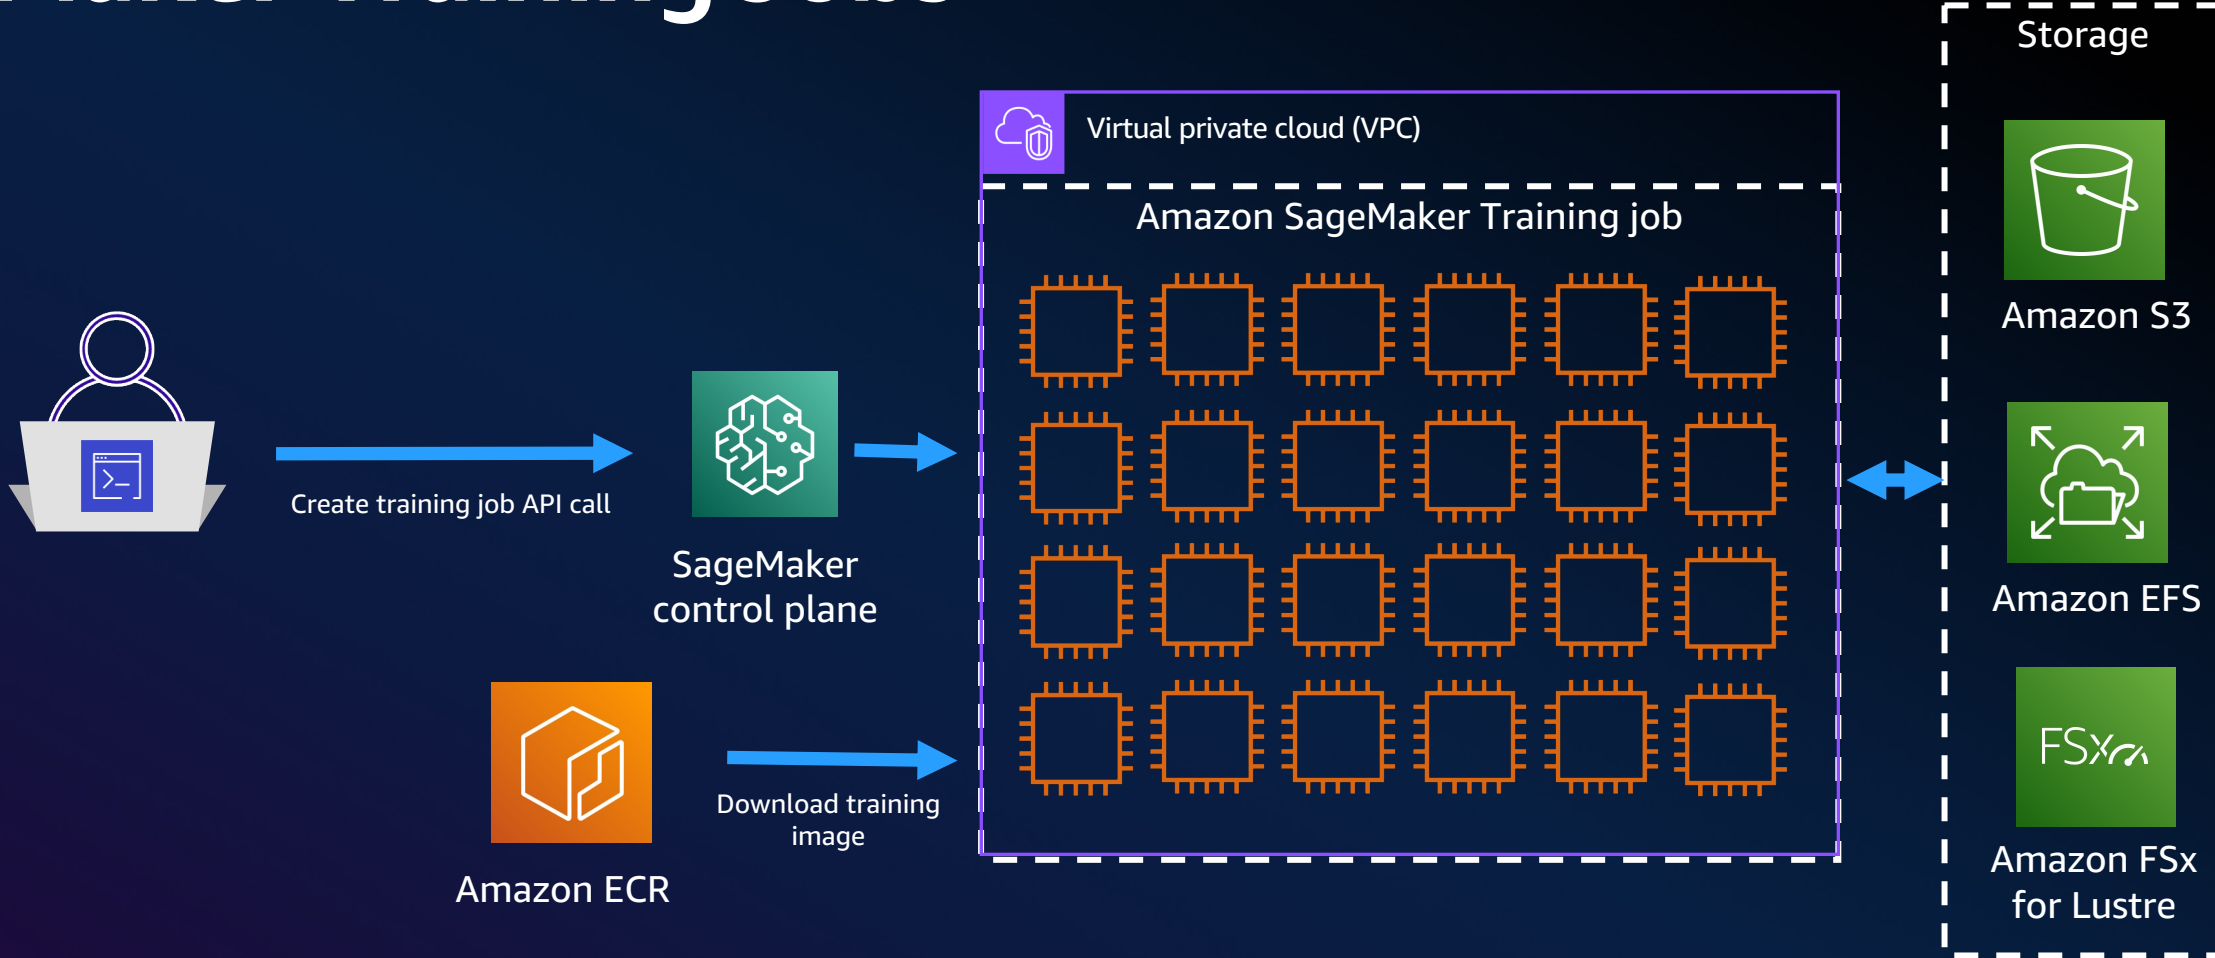 Storage
Virtual private cloud (VPC)
Amazon SageMaker Training job
Amazon S3
Create training job API call
SageMaker
control plane
Amazon EFS
FSx
Download training
image
Amazon ECR
Amazon FSx
for Lustre